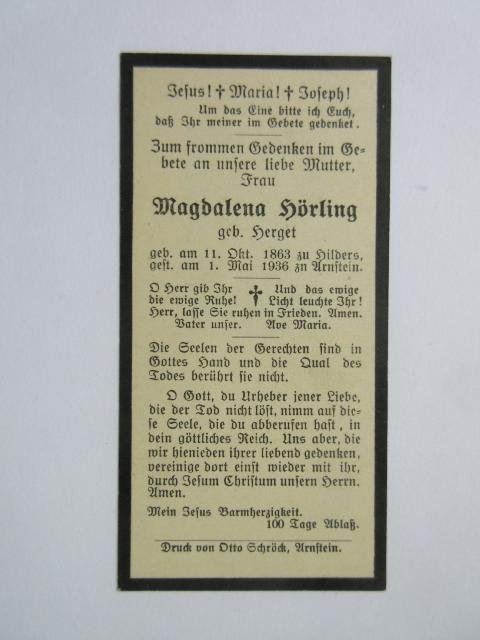 Jesus! † Maria! † Joseph!
Um das Eine bitte ich Euch,
daß Ihr meiner im Gebete gedenket.
Zum frommen Gedenken im Ge-
bete an unsere liebe Mutter,
Frau
Magdalena Hörling
geb. Herget
geb. am 11. Okt. 1863 zu Hilders,
gest. am 1. Mai 1936 zu Arnstein.
O Herr gib Ihr † Und das ewige
die ewige Ruhe! Licht leuchte Ihr!
Herr, lasse Sie ruhen in Frieden. Amen.
Vater unser. Ave Maria.
Die Seelen der Gerechten sind in
Gottes Hand und die Qual des
Todes berührt sie nicht.
O Gott, du Urheber jener Liebe,
die der Tod nicht löst, nimm auf die-
se Seele, die du abberufen hast, in
dein göttliches Reich. Uns aber, die
wir hienieden ihrer liebend gedenken,
vereinige dort einst wieder mit ihr,
durch Jesum Christum unsern Herrn.
Amen.
Mein Jesus Barmherzigkeit.
100 Tage Ablaß.
Druck von Otto Schröck, Arnstein.